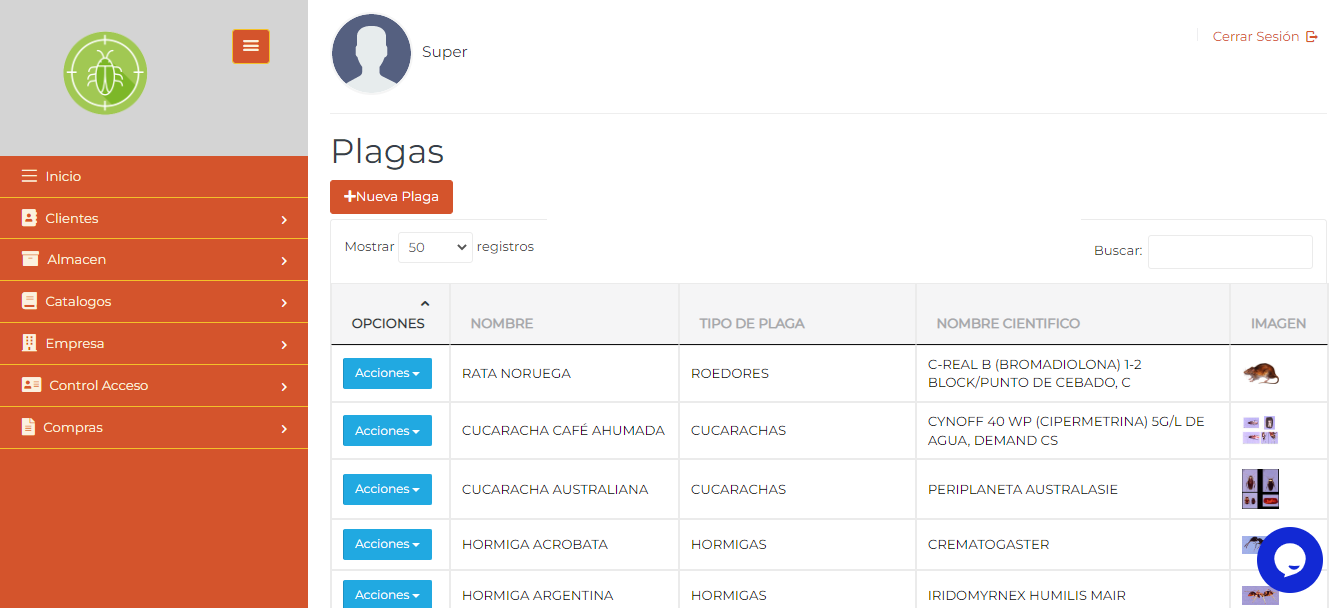 Super
Cerrar Sesión
Inicio
Clientes
Almacen
Catalogos
Empresa
Control Acceso
Compras
Plagas
Nueva Plaga
Mostrar 50 registros
Buscar:
OPCIONES NOMBRE TIPO DE PLAGA NOMBRE CIENTIFICO IMAGEN
Acciones RATA NORUEGA ROEDORES C-REAL B (BROMADIOLONA) 1-2
BLOCK/PUNTO DE CEBADO, C
Acciones CUCARACHA CAFÉ AHUMADA CUCARACHAS CYNOFF 40 WP (CIPERMETRINA) 5G/L DE
AGUA, DEMAND CS
Acciones CUCARACHA AUSTRALIANA CUCARACHAS PERIPLANETA AUSTRALASIE
Acciones HORMIGA ACROBATA HORMIGAS CREMATOGASTER
Acciones HORMIGA ARGENTINA HORMIGAS IRIDOMYRNEX HUMILIS MAIR